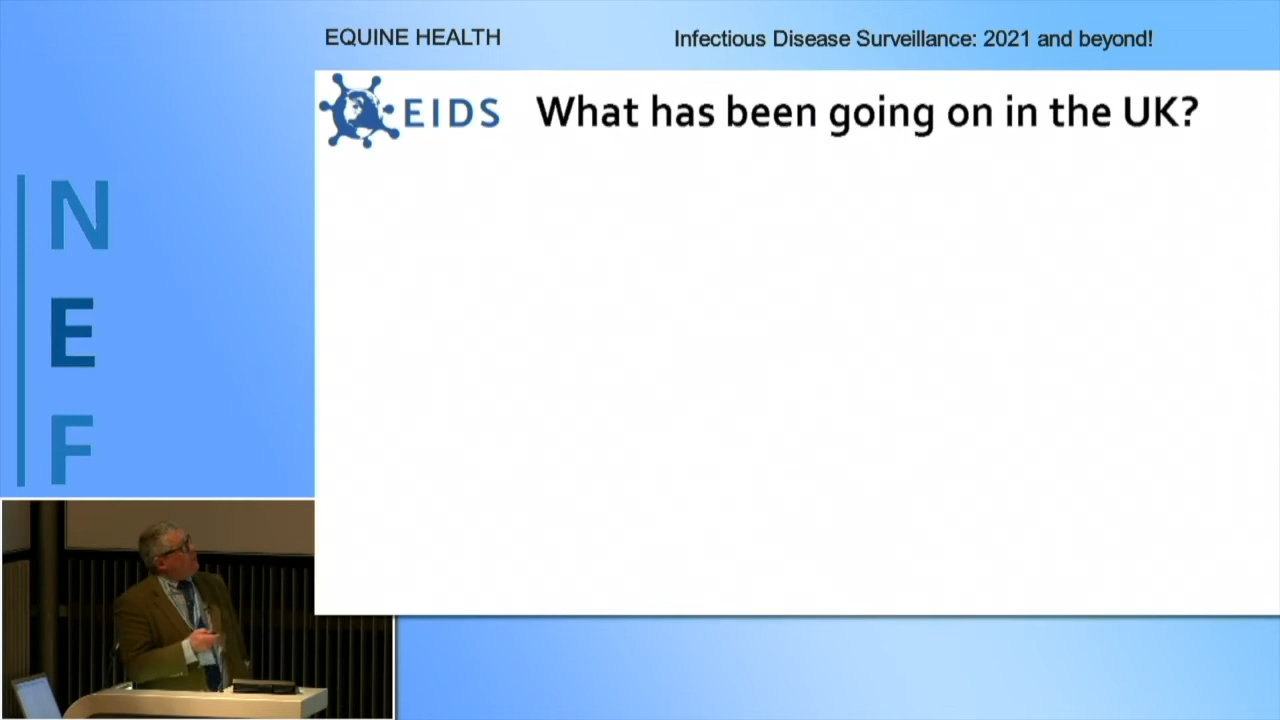 EQUINE HEALTH
Infectious Disease Surveillance: 2021 and beyond!
EIDS
What has been going on in the UK?
N
E
F